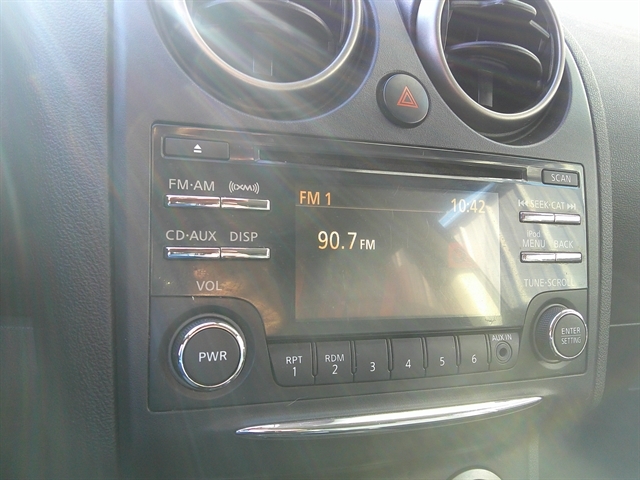 FM·AM
(XM)
FM 1
10:42
SCAN
SEEK·CAT
90.7 FM
CD·AUX
DISP
iPod
MENU
BACK
VOL
TUNE·SCROLL
PWR
RPT
1
RDM
2
3
4
5
6
AUX IN
ENTER
SETTING